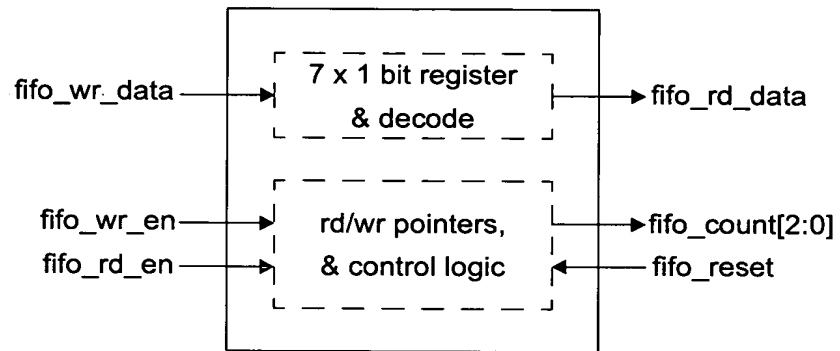 7 x 1 bit register
& decode
fifo_wr_data
fifo_rd_data
fifo_wr_en
fifo_rd_en
rd/wr pointers,
& control logic
fifo_count[2:0]
fifo_reset